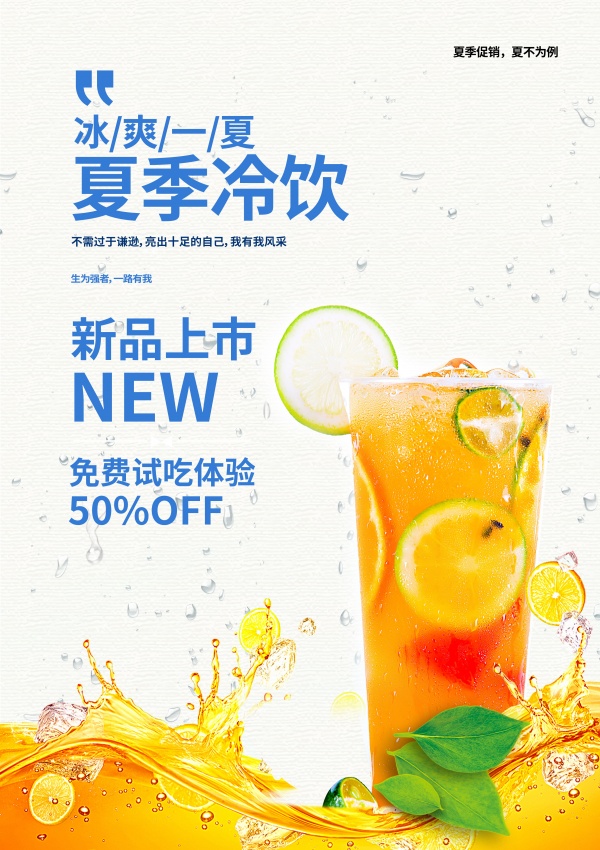 夏季促销，夏不为例
冰/爽/一/夏
夏季冷饮
不需过于谦逊,亮出十足的自己,我有我风采
生为强者,一路有我
新品上市
NEW
免费试吃体验
50%OFF